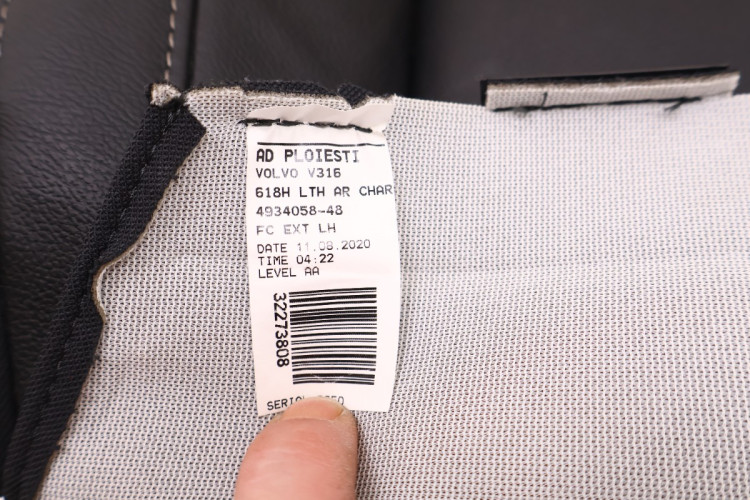 AD PLOIESTI
VOLVO V316
618H LTH AR CHAR
4934058-48
FC EXT LH
DATE 11.08.2020
TIME 04:22
LEVEL AA
32273808
SERIAL